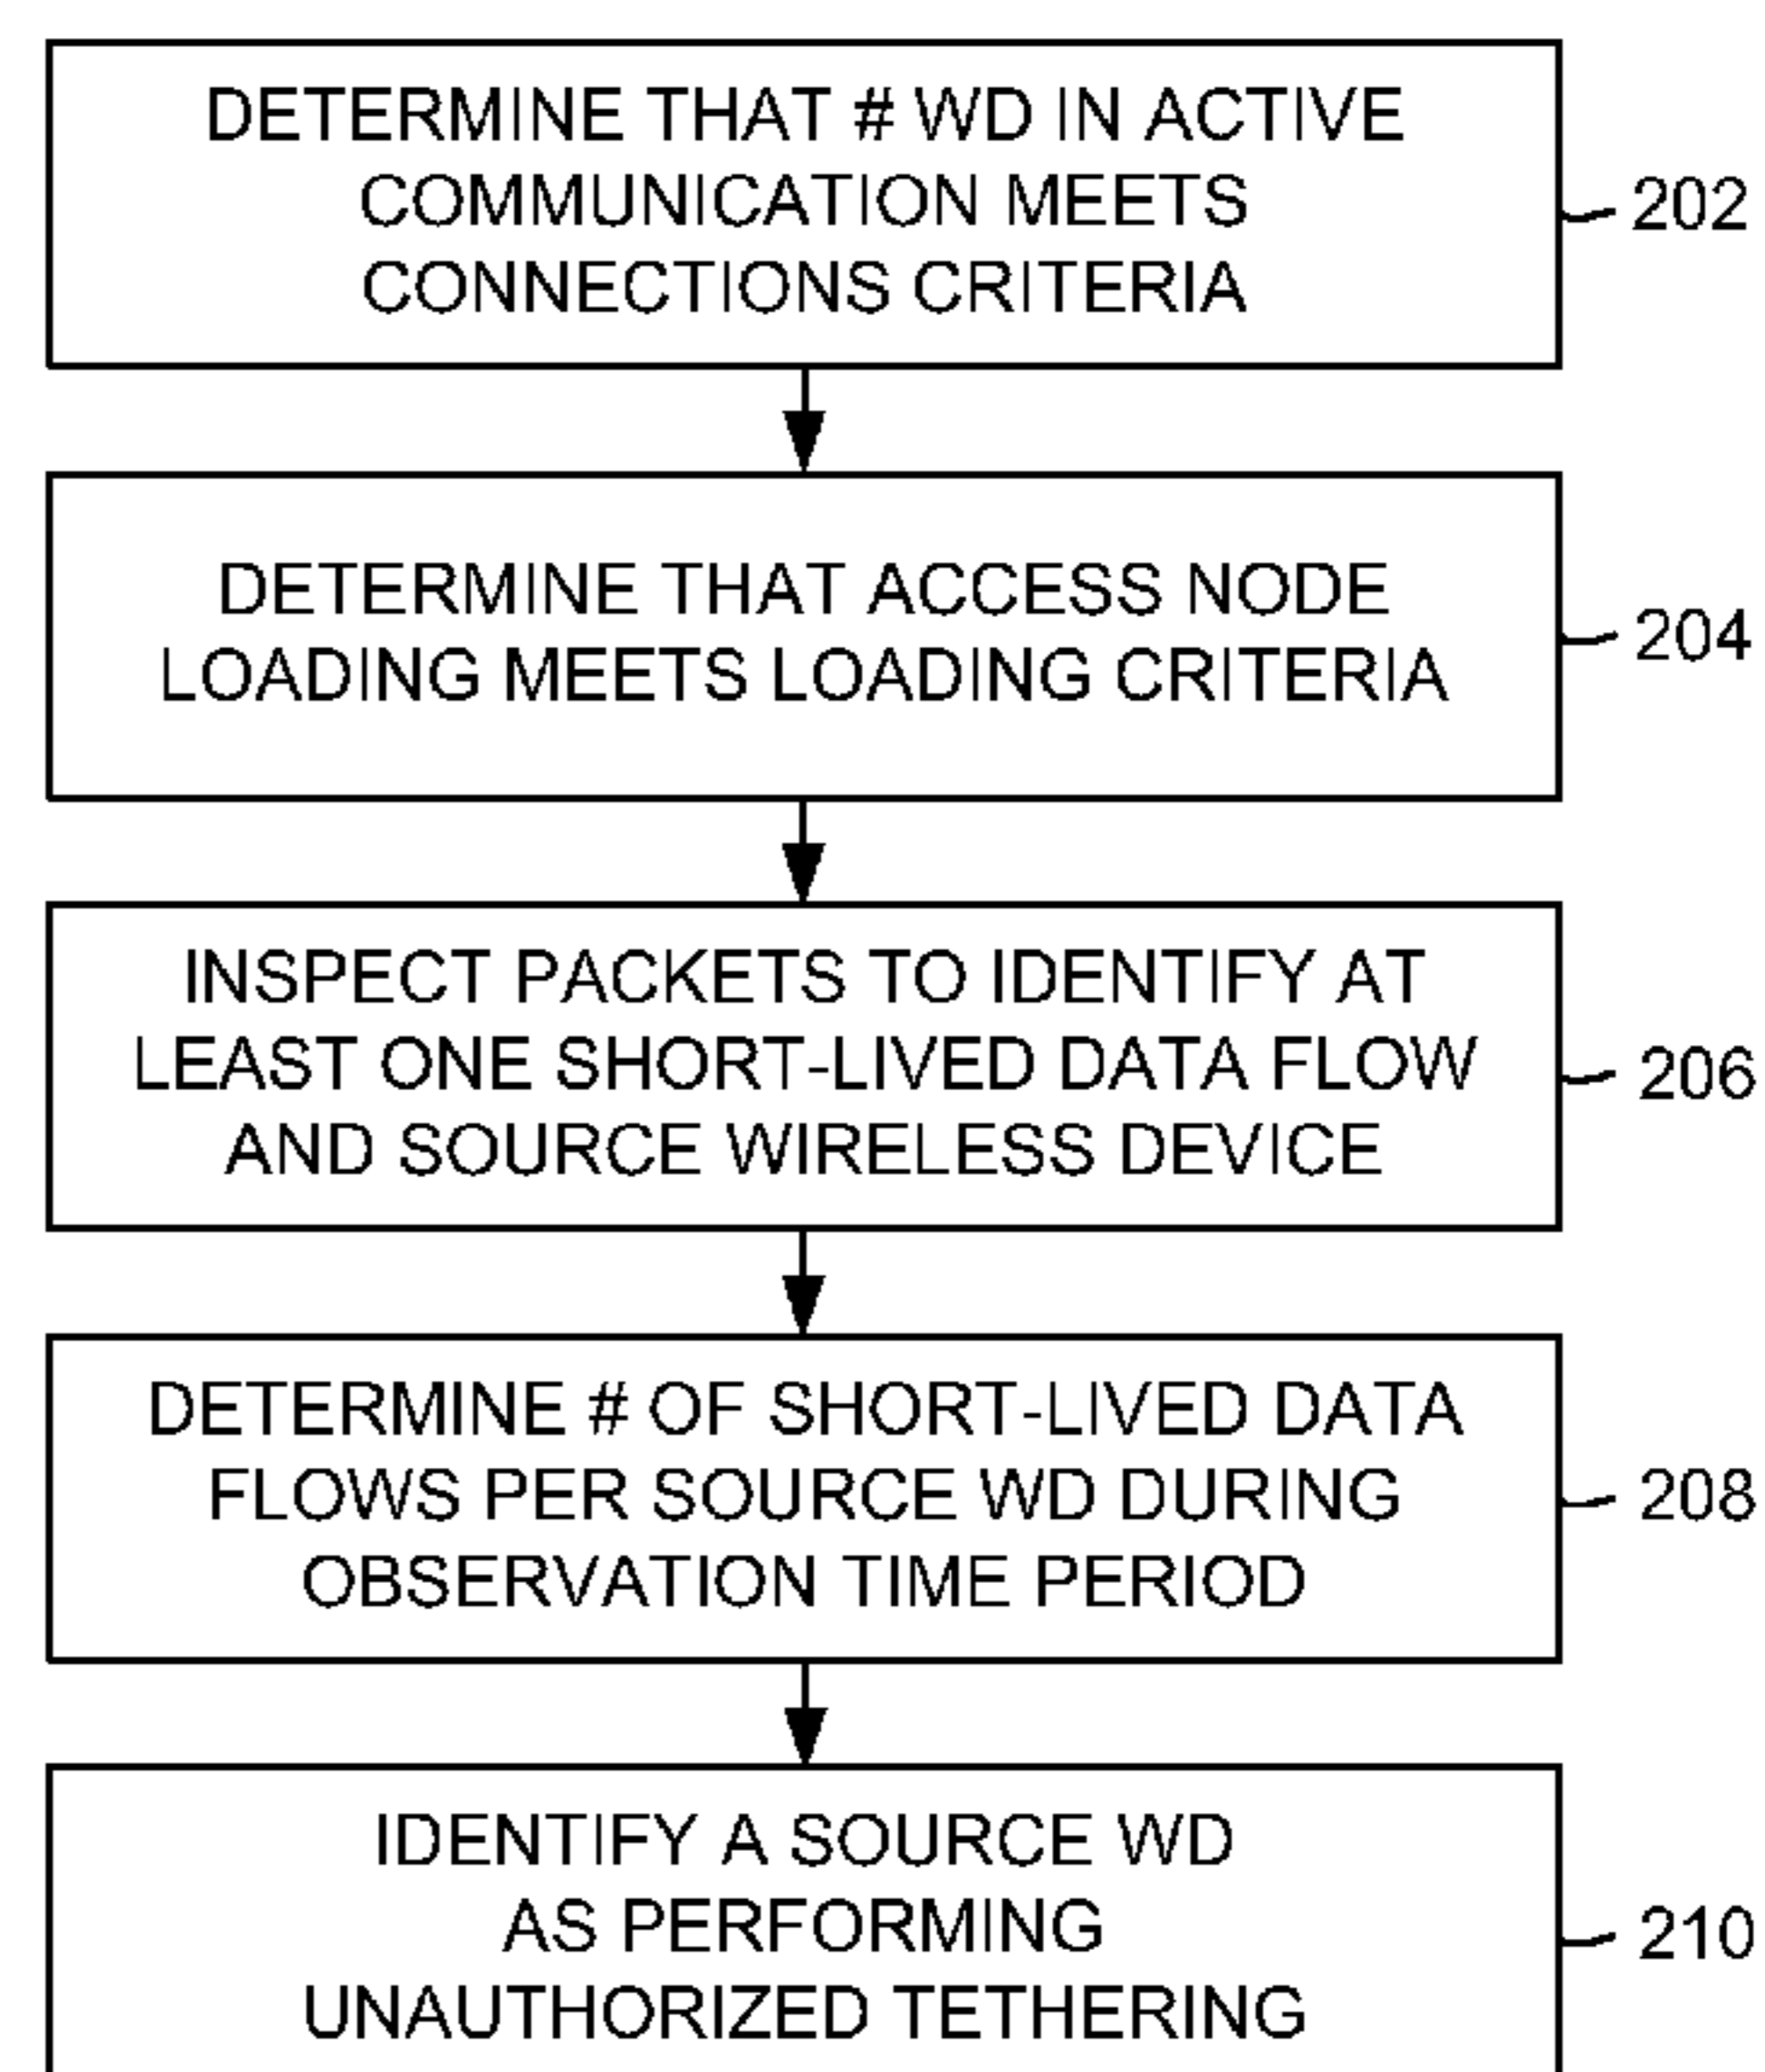 DETERMINE THAT # WD IN ACTIVE
COMMUNICATION MEETS
CONNECTIONS CRITERIA
202
DETERMINE THAT ACCESS NODE
LOADING MEETS LOADING CRITERIA
204
INSPECT PACKETS TO IDENTIFY AT
LEAST ONE SHORT-LIVED DATA FLOW
AND SOURCE WIRELESS DEVICE
206
DETERMINE # OF SHORT-LIVED DATA
FLOWS PER SOURCE WD DURING
OBSERVATION TIME PERIOD
208
IDENTIFY A SOURCE WD
AS PERFORMING
UNAUTHORIZED TETHERING
210